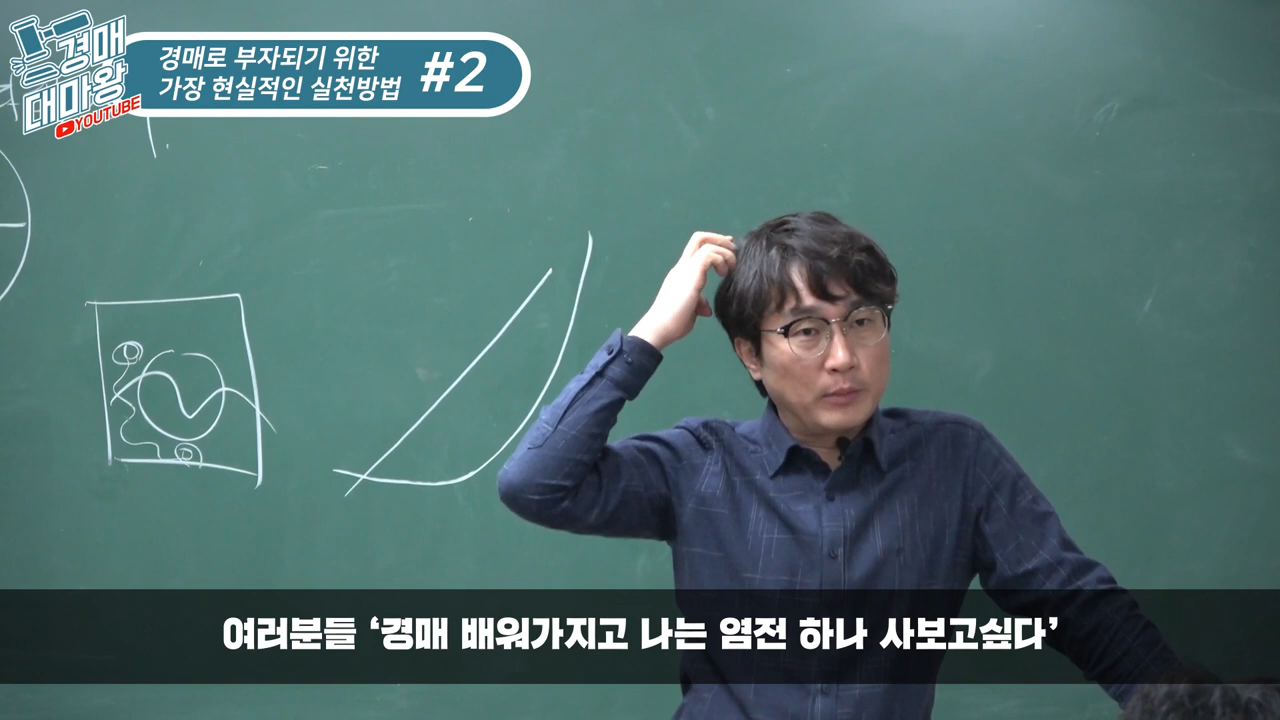 경매
대마왕
YOUTUBE
경매로 부자되기 위한
가장 현실적인 실천방법
#2
여러분들 ‘경매 배워가지고 나는 염전 하나 사보고싶다’